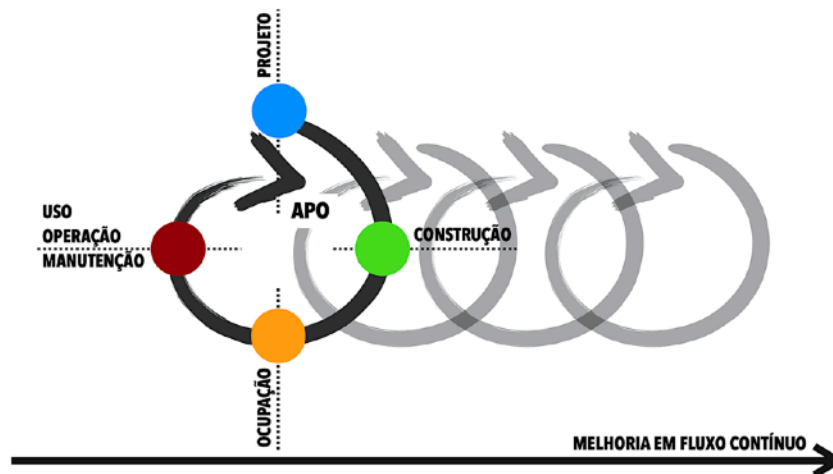 PROJETO
APO
USO
OPERAÇÃO
MANUTENÇÃO
CONSTRUÇÃO
OCUPAÇÃO
MELHORIA EM FLUXO CONTÍNUO